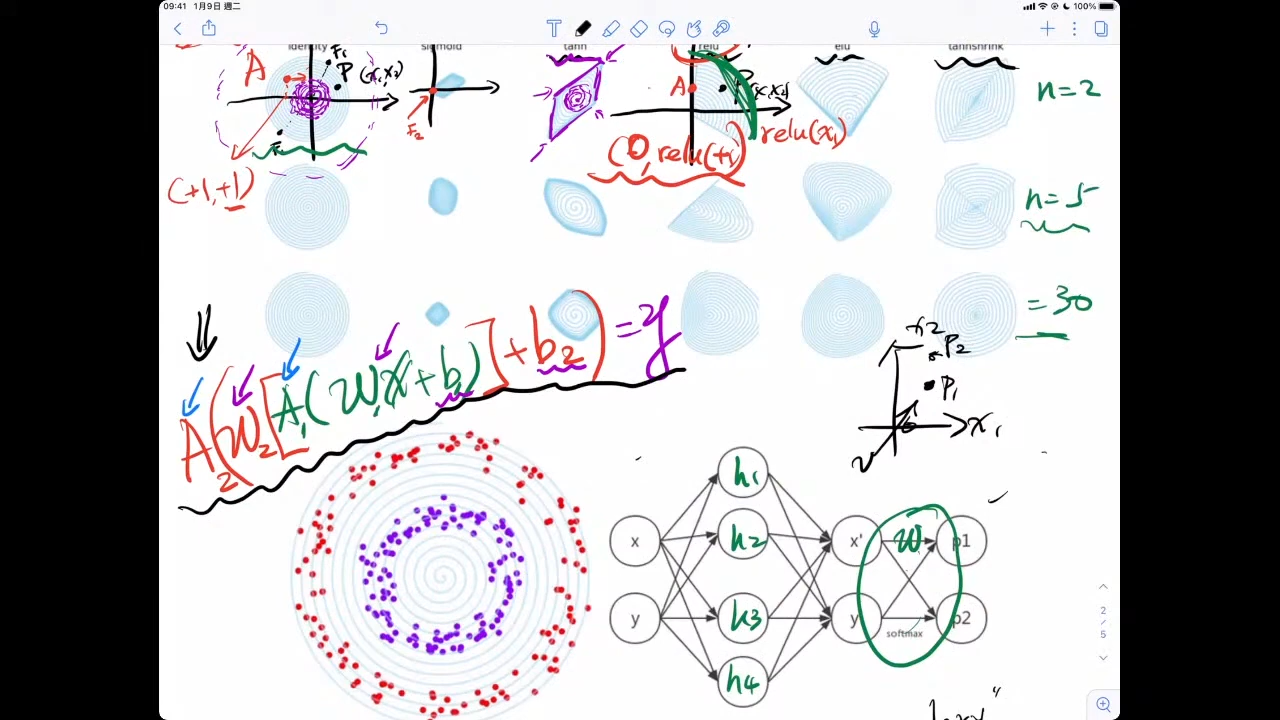 09:41 1月9日 週二
100%
identity sigmoid tanh relu elu tanhshrink
A
F₁
P (x₁,x₂)
F₂
A
relu(x₁)
(0, relu(+x))
n=2
(+1,+1)
n=5
=30
A₂(W₂[A₁(W₁X+b₁)]+b₂)=y
x2
P₂
P₁
x₁
h1
x h2 x' W p1
y h3 y' p2
softmax
h4
2
/
5